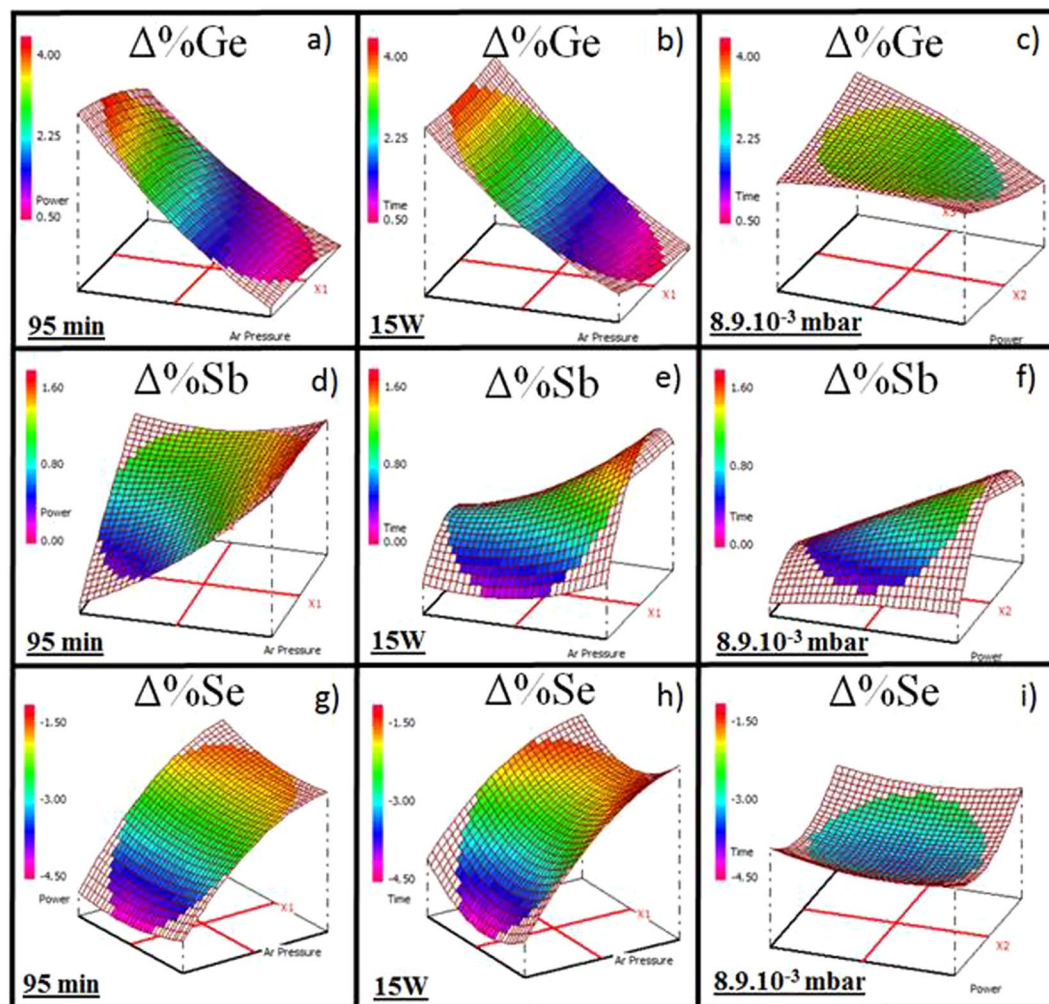 Δ%Ge
a)
4.00
2.25
Power
0.50
X1
Ar Pressure
95 min
Δ%Ge
b)
4.00
2.25
Time
0.50
X1
Ar Pressure
15W
Δ%Ge
c)
4.00
2.25
Time
0.50
X3
X2
Power
8.9.10⁻³ mbar
Δ%Sb
d)
1.60
0.80
Power
0.00
X1
Ar Pressure
95 min
Δ%Sb
e)
1.60
0.80
Time
0.00
X1
Ar Pressure
15W
Δ%Sb
f)
1.60
0.80
Time
0.00
X2
Power
8.9.10⁻³ mbar
Δ%Se
g)
-1.50
-3.00
-4.50
Power
X1
Ar Pressure
95 min
Δ%Se
h)
-1.50
-3.00
-4.50
Time
X1
Ar Pressure
15W
Δ%Se
i)
-1.50
-3.00
Time
-4.50
X2
Power
8.9.10⁻³ mbar